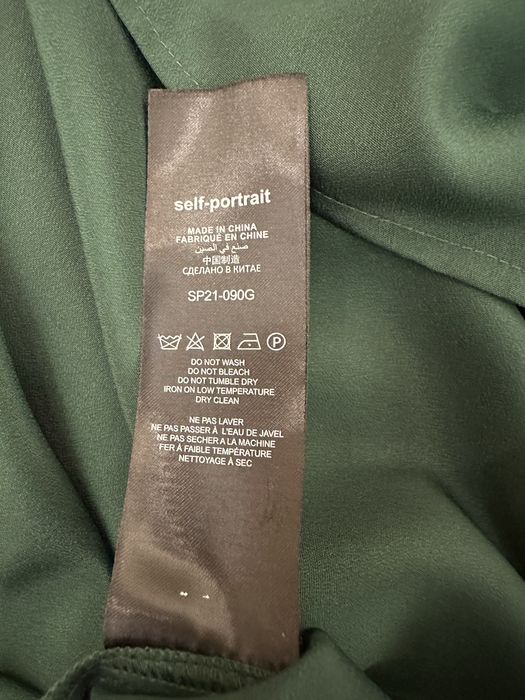 self-portrait
MADE IN CHINA
FABRIQUÉ EN CHINE
صنع في الصين
中国制造
СДЕЛАНО В КИТАЕ
SP21-090G
P
DO NOT WASH
DO NOT BLEACH
DO NOT TUMBLE DRY
IRON ON LOW TEMPERATURE
DRY CLEAN
NE PAS LAVER
NE PAS PASSER À L'EAU DE JAVEL
NE PAS SECHER A LA MACHINE
FER À FAIBLE TEMPÉRATURE
NETTOYAGE À SEC